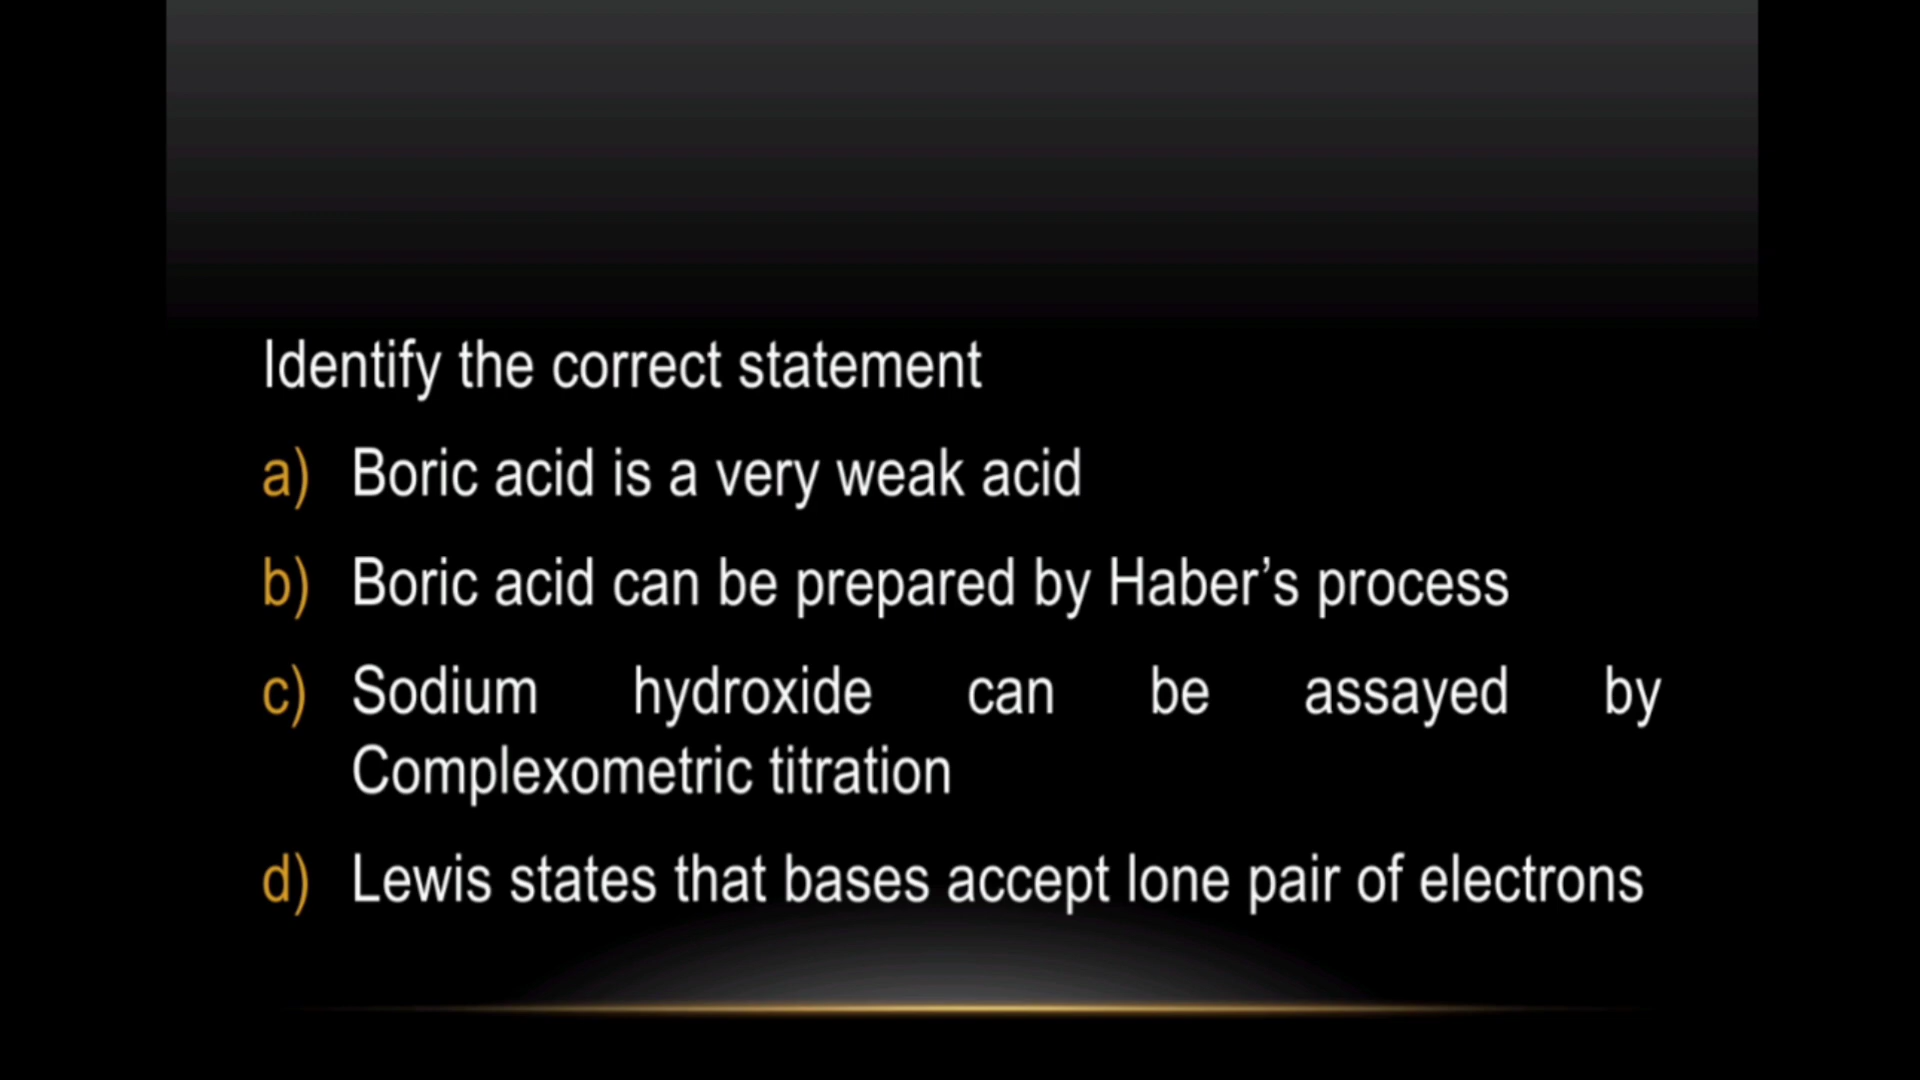 Identify the correct statement
a) Boric acid is a very weak acid
b) Boric acid can be prepared by Haber’s process
c) Sodium hydroxide can be assayed by
Complexometric titration
d) Lewis states that bases accept lone pair of electrons